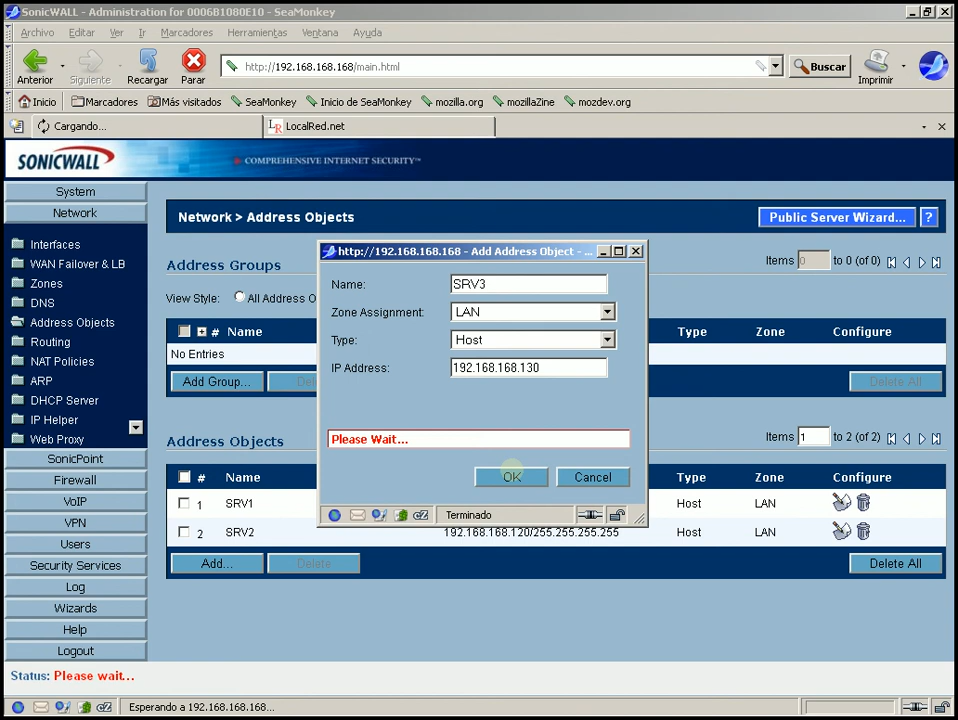 SonicWALL - Administration for 0006B1080E10 - SeaMonkey
Archivo Editar Ver Ir Marcadores Herramientas Ventana Ayuda
Anterior Siguiente Recargar Parar http://192.168.168.168/main.html Buscar Imprimir
Inicio Marcadores Más visitados SeaMonkey Inicio de SeaMonkey mozilla.org mozillaZine mozdev.org
Cargando... LR LocalRed.net
SONICWALL COMPREHENSIVE INTERNET SECURITY™
System
Network
Interfaces
WAN Failover & LB
Zones
DNS
Address Objects
Routing
NAT Policies
ARP
DHCP Server
IP Helper
Web Proxy
SonicPoint
Firewall
VoIP
VPN
Users
Security Services
Log
Wizards
Help
Logout
Network > Address Objects Public Server Wizard... ?
Address Groups Items 0 to 0 (of 0)
View Style: All Address O
# Name Type Zone Configure
No Entries
Add Group... Delete All
Address Objects Items 1 to 2 (of 2)
# Name Type Zone Configure
1 SRV1 Host LAN
2 SRV2 192.168.168.120/255.255.255.255 Host LAN
Add... Delete Delete All
http://192.168.168.168 - Add Address Object - ...
Name: SRV3
Zone Assignment: LAN
Type: Host
IP Address: 192.168.168.130
Please Wait...
OK Cancel
Terminado
Status: Please wait...
Esperando a 192.168.168.168...